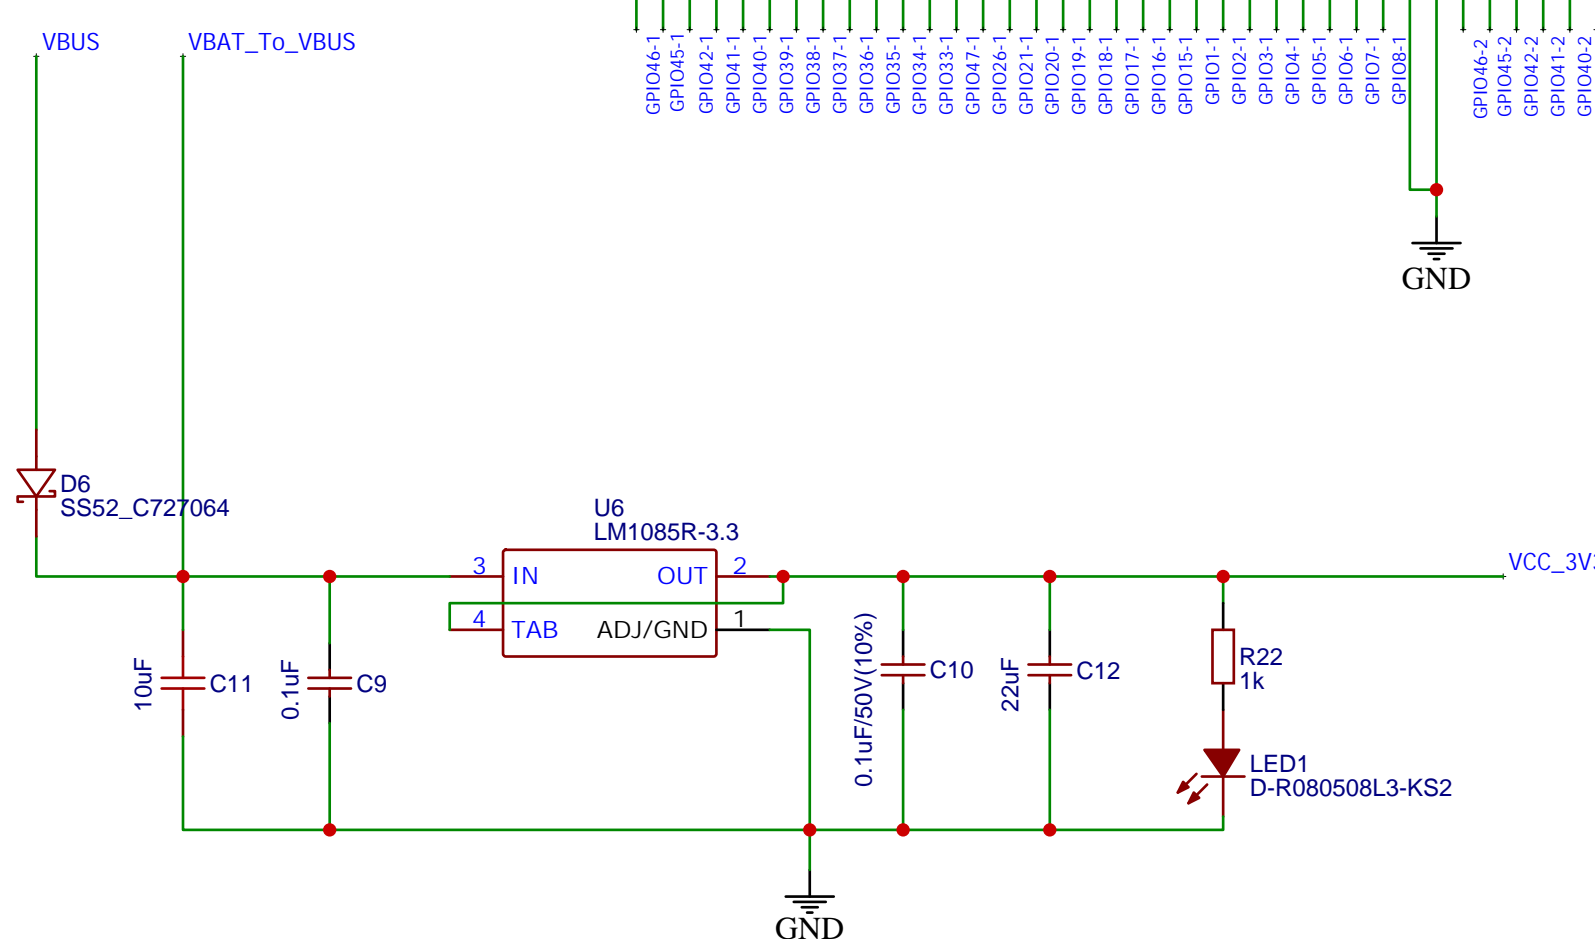 VBUS
VBAT_To_VBUS
GPIO46-1
GPIO45-1
GPIO42-1
GPIO41-1
GPIO40-1
GPIO39-1
GPIO38-1
GPIO37-1
GPIO36-1
GPIO35-1
GPIO34-1
GPIO33-1
GPIO47-1
GPIO26-1
GPIO21-1
GPIO20-1
GPIO19-1
GPIO18-1
GPIO17-1
GPIO16-1
GPIO15-1
GPIO1-1
GPIO2-1
GPIO3-1
GPIO4-1
GPIO5-1
GPIO6-1
GPIO7-1
GPIO8-1
GPIO46-2
GPIO45-2
GPIO42-2
GPIO41-2
GPIO40-2
GND
D6
SS52_C727064
U6
LM1085R-3.3
3
IN
OUT
2
4
TAB
ADJ/GND
1
VCC_3V3
10uF
C11
0.1uF
C9
0.1uF/50V(10%)
C10
22uF
C12
R22
1k
LED1
D-R080508L3-KS2
GND